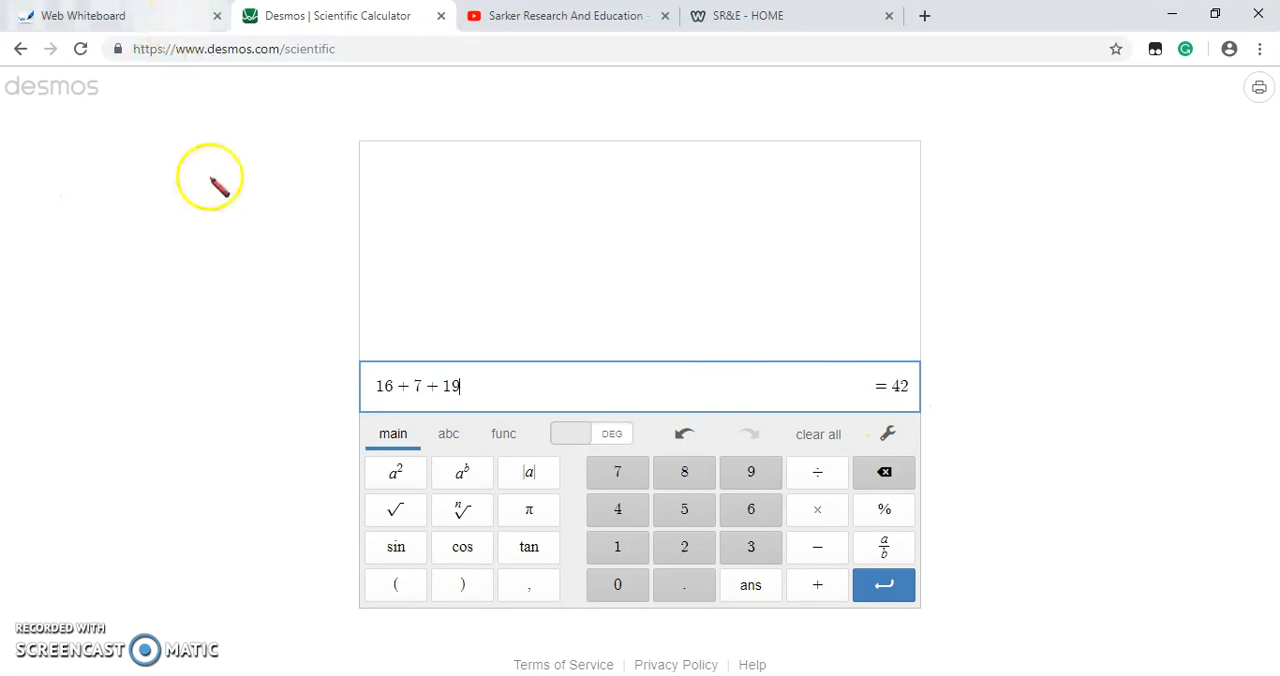 Web Whiteboard
Desmos | Scientific Calculator
Sarker Research And Education -
SR&E - HOME
https://www.desmos.com/scientific
desmos
16 + 7 + 19 = 42
main abc func DEG clear all
a² aᵇ |a| 7 8 9 ÷
√ ⁿ√ π 4 5 6 × %
sin cos tan 1 2 3 − a/b
( ) , 0 . ans +
RECORDED WITH
SCREENCAST MATIC
Terms of Service | Privacy Policy | Help